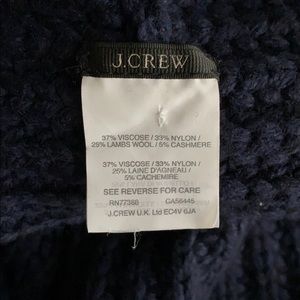 J.CREW
37% VISCOSE / 33% NYLON /
25% LAMBS WOOL / 5% CASHMERE
37% VISCOSE / 33% NYLON /
25% LAINE D'AGNEAU /
5% CACHEMIRE
SEE REVERSE FOR CARE
RN77388 GA56445
J.CREW U.K. Ltd EC4V 6JA